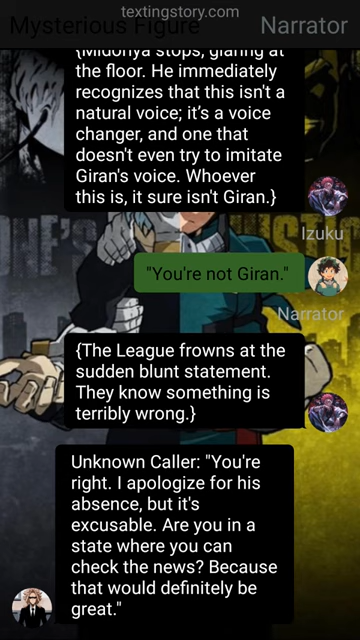 textingstory.com
Mysterious Figure
Narrator
{Midoriya stops, glaring at
the floor. He immediately
recognizes that this isn't a
natural voice; it's a voice
changer, and one that
doesn't even try to imitate
Giran's voice. Whoever
this is, it sure isn't Giran.}
Izuku
"You're not Giran."
Narrator
{The League frowns at the
sudden blunt statement.
They know something is
terribly wrong.}
Unknown Caller: "You're
right. I apologize for his
absence, but it's
excusable. Are you in a
state where you can
check the news? Because
that would definitely be
great."